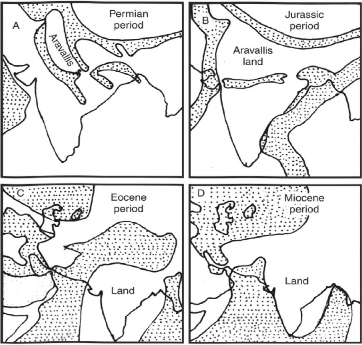 A
Permian
period
Aravallis
B
Jurassic
period
Aravallis
land
C
Eocene
period
Land
D
Miocene
period
Land